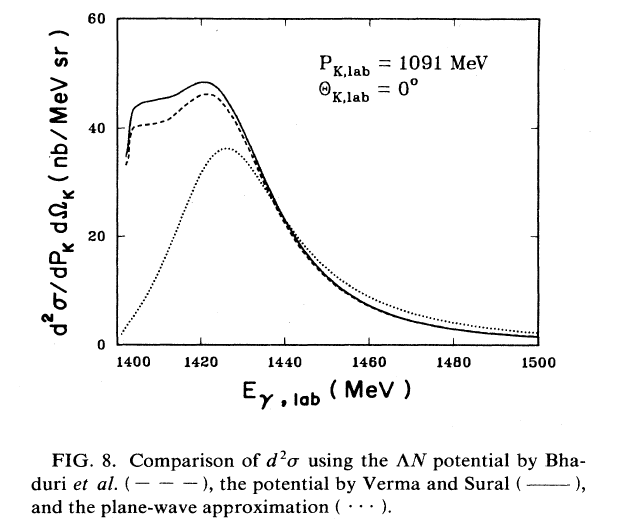 60
40
20
0
d²σ/dP_K dΩ_K ( nb/MeV sr )
P_K,lab = 1091 MeV
Θ_K,lab = 0°
1400 1420 1440 1460 1480 1500
E_γ,lab ( MeV )
FIG. 8. Comparison of d²σ using the ΛN potential by Bha-
duri et al. (– – –), the potential by Verma and Sural (——),
and the plane-wave approximation (· · ·).